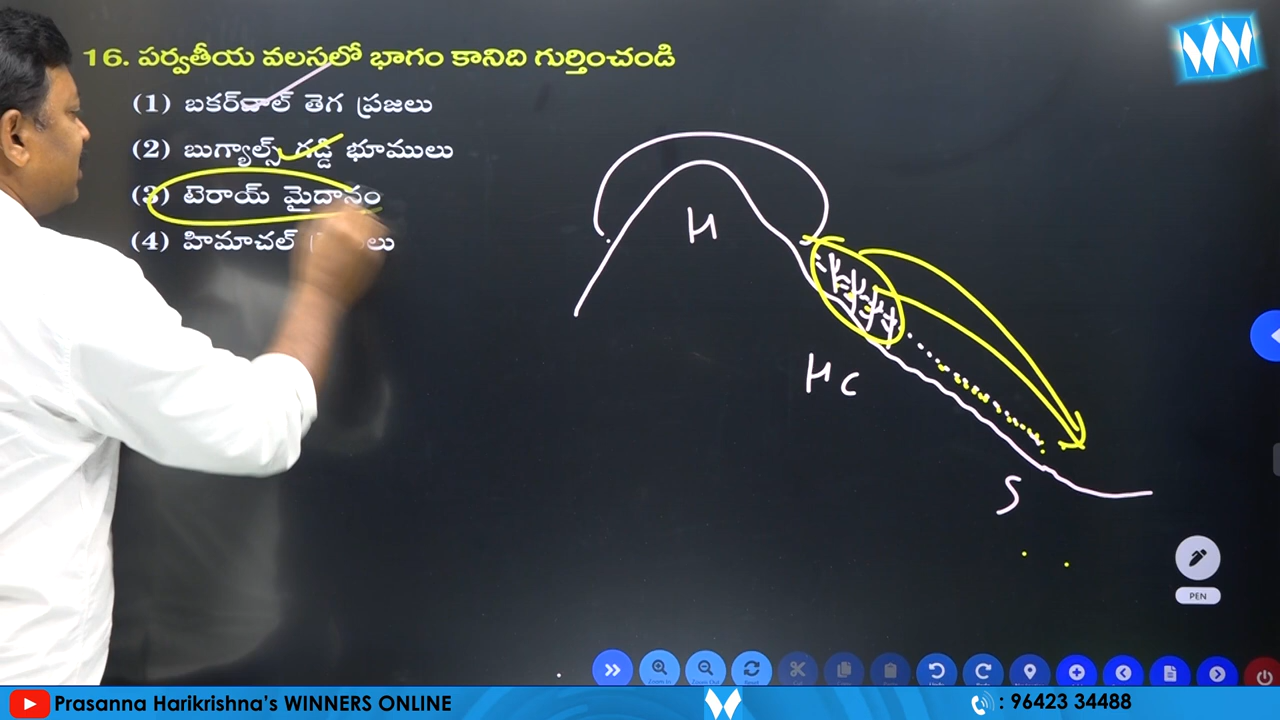 16. పర్వతీయ వలసలో భాగం కానిది గుర్తించండి
(1) బకర్‌వాల్ తెగ ప్రజలు
(2) బుగ్యాల్స్ గడ్డి భూములు
(3) టెరాయ్ మైదానం
(4) హిమాచల్
H
H C
S
PEN
Prasanna Harikrishna's WINNERS ONLINE
: 96423 34488